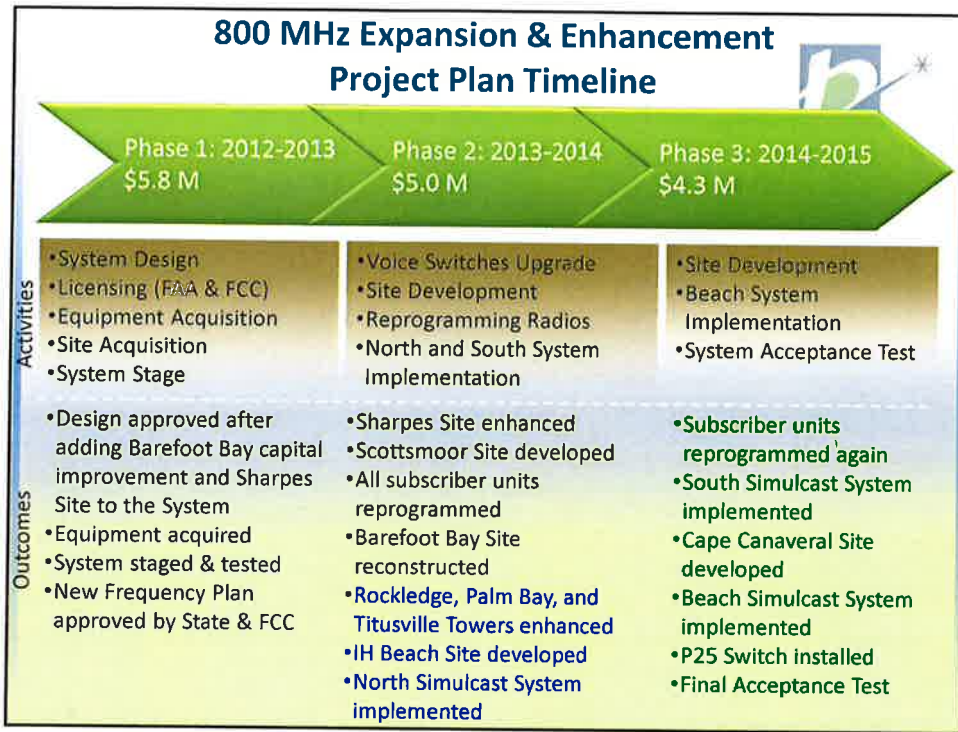 800 MHz Expansion & Enhancement
Project Plan Timeline
Phase 1: 2012-2013
$5.8 M
Phase 2: 2013-2014
$5.0 M
Phase 3: 2014-2015
$4.3 M
Activities
•System Design
•Licensing (FAA & FCC)
•Equipment Acquisition
•Site Acquisition
•System Stage
•Voice Switches Upgrade
•Site Development
•Reprogramming Radios
•North and South System
Implementation
•Site Development
•Beach System
Implementation
•System Acceptance Test
Outcomes
•Design approved after
adding Barefoot Bay capital
improvement and Sharpes
Site to the System
•Equipment acquired
•System staged & tested
•New Frequency Plan
approved by State & FCC
•Sharpes Site enhanced
•Scottsmoor Site developed
•All subscriber units
reprogrammed
•Barefoot Bay Site
reconstructed
•Rockledge, Palm Bay, and
Titusville Towers enhanced
•IH Beach Site developed
•North Simulcast System
implemented
•Subscriber units
reprogrammed again
•South Simulcast System
implemented
•Cape Canaveral Site
developed
•Beach Simulcast System
implemented
•P25 Switch installed
•Final Acceptance Test